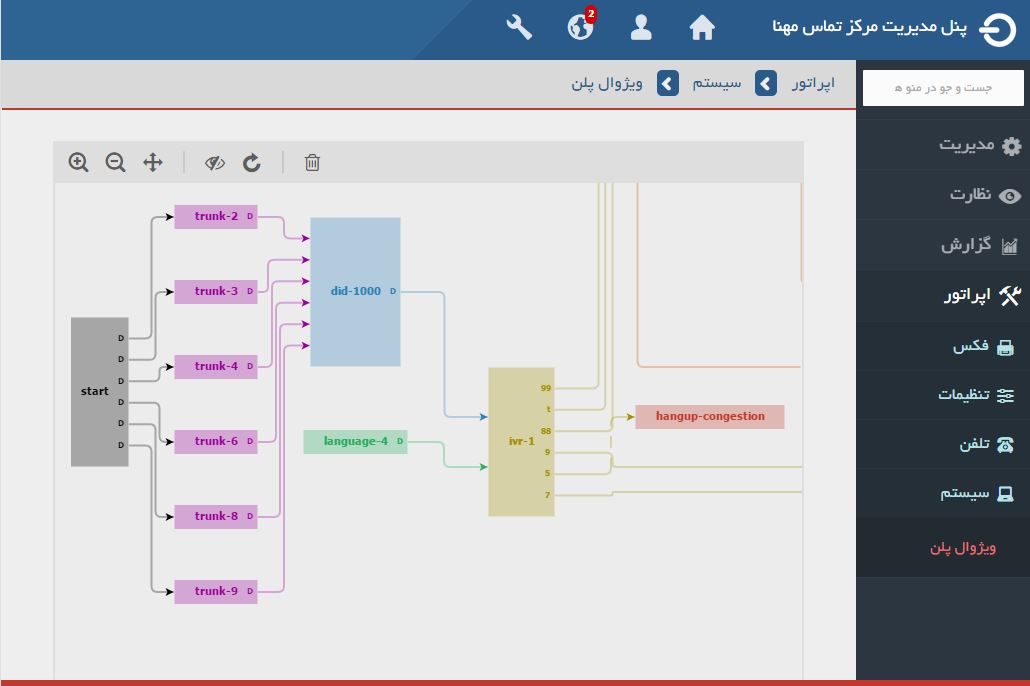 پنل مدیریت مرکز تماس مهنا
2
اپراتور
سیستم
ویژوال پلن
جست و جو در منو ه
مدیریت
نظارت
گزارش
اپراتور
فکس
تنظیمات
تلفن
سیستم
ویژوال پلن
start
D
D
D
D
D
D
trunk-2 D
trunk-3 D
trunk-4 D
trunk-6 D
trunk-8 D
trunk-9 D
did-1000 D
language-4 D
ivr-1
99
t
88
9
5
7
hangup-congestion